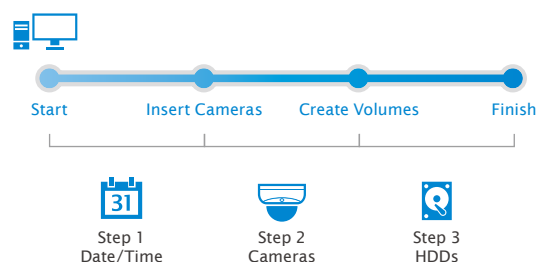 Start
Insert Cameras
Create Volumes
Finish
31
Step 1
Date/Time
Step 2
Cameras
Step 3
HDDs